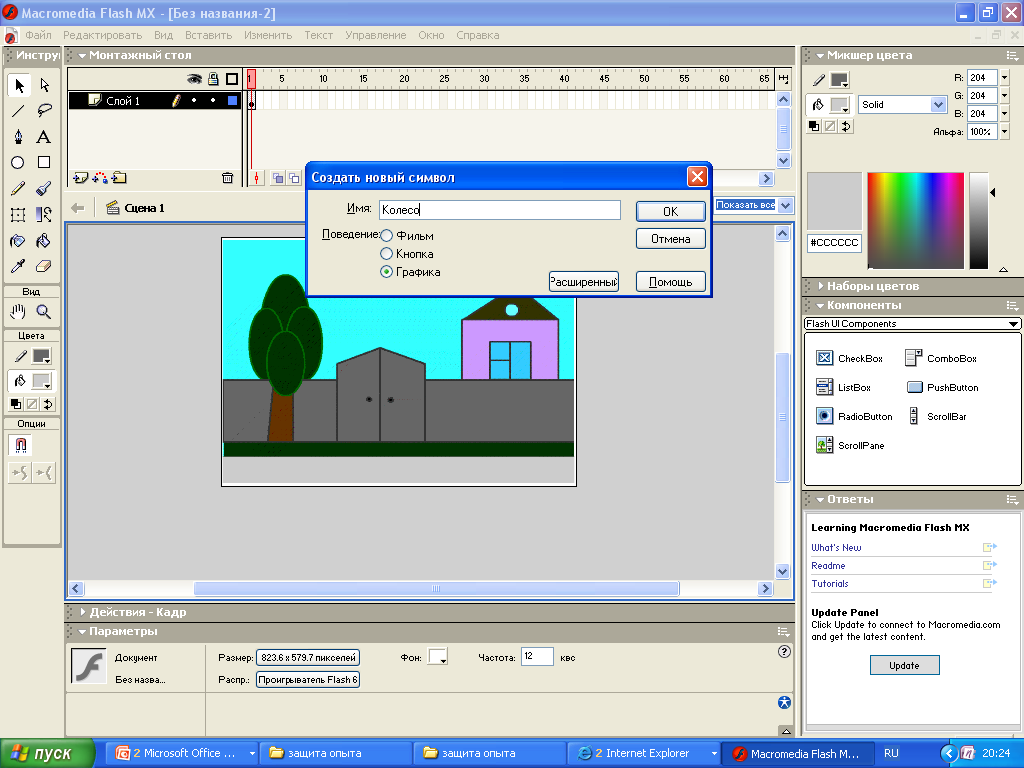 Macromedia Flash MX - [Без названия-2]
Файл Редактировать Вид Вставить Изменить Текст Управление Окно Справка
Инстру
Монтажный стол
1 5 10 15 20 25 30 35 40 45 50 55 60 65
Слой 1
Сцена 1
Показать все
Создать новый символ
Имя: Колесо
Поведение: Фильм
Кнопка
Графика
OK
Отмена
Расширенный
Помощь
Вид
Цвета
Опции
Микшер цвета
Solid
R: 204
G: 204
B: 204
Альфа: 100%
#CCCCCC
Наборы цветов
Компоненты
Flash UI Components
CheckBox ComboBox
ListBox PushButton
RadioButton ScrollBar
ScrollPane
Ответы
Learning Macromedia Flash MX
What's New
Readme
Tutorials
Update Panel
Click Update to connect to Macromedia.com
and get the latest content.
Update
Действия - Кадр
Параметры
Документ
Без назва...
Размер: 823.6 x 579.7 пикселей
Распр.: Проигрыватель Flash 6
Фон:
Частота: 12 квс
пуск
2 Microsoft Office ...
защита опыта
защита опыта
2 Internet Explorer
Macromedia Flash M...
RU
20:24